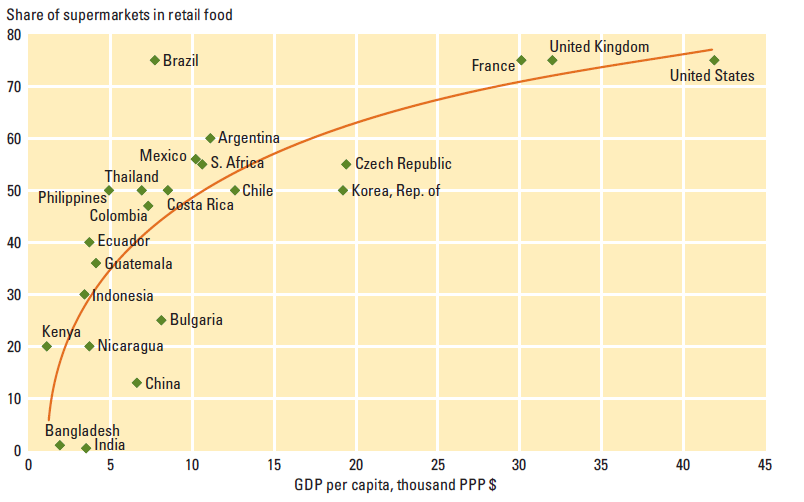 Share of supermarkets in retail food
80
Brazil
United Kingdom
France
United States
70
60
Argentina
Mexico
S. Africa
Czech Republic
Thailand
50
Philippines
Costa Rica
Chile
Korea, Rep. of
Colombia
40
Ecuador
Guatemala
30
Indonesia
Bulgaria
Kenya
20
Nicaragua
China
10
Bangladesh
India
0
0 5 10 15 20 25 30 35 40 45
GDP per capita, thousand PPP $